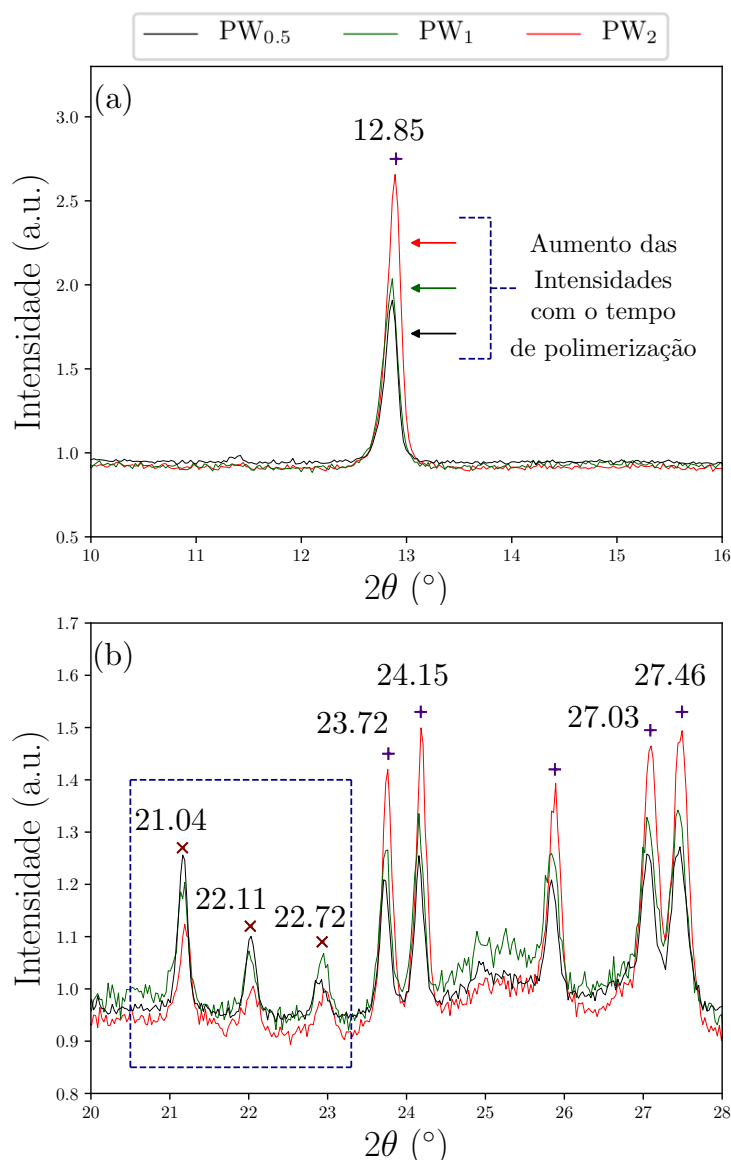 PW0.5 PW1 PW2
(a)
12.85
Aumento das
Intensidades
com o tempo
de polimerização
Intensidade (a.u.)
3.0
2.5
2.0
1.5
1.0
0.5
10 11 12 13 14 15 16
2θ (°)
(b)
21.04
22.11
22.72
23.72
24.15
27.03
27.46
Intensidade (a.u.)
1.7
1.6
1.5
1.4
1.3
1.2
1.1
1.0
0.9
0.8
20 21 22 23 24 25 26 27 28
2θ (°)